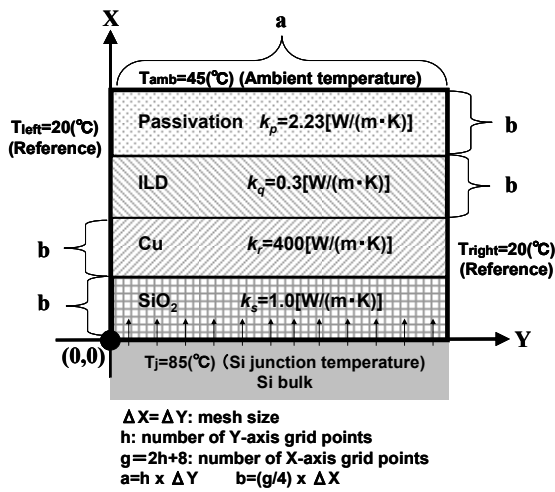 X
a
Tamb=45(℃) (Ambient temperature)
Tleft=20(℃)
(Reference)
Passivation kp=2.23[W/(m・K)]
b
ILD kq=0.3[W/(m・K)]
b
b
Cu kr=400[W/(m・K)]
Tright=20(℃)
(Reference)
b
SiO2 ks=1.0[W/(m・K)]
(0,0)
Y
Tj=85(℃) (Si junction temperature)
Si bulk
ΔX=ΔY: mesh size
h: number of Y-axis grid points
g=2h+8: number of X-axis grid points
a=h x ΔY b=(g/4) x ΔX